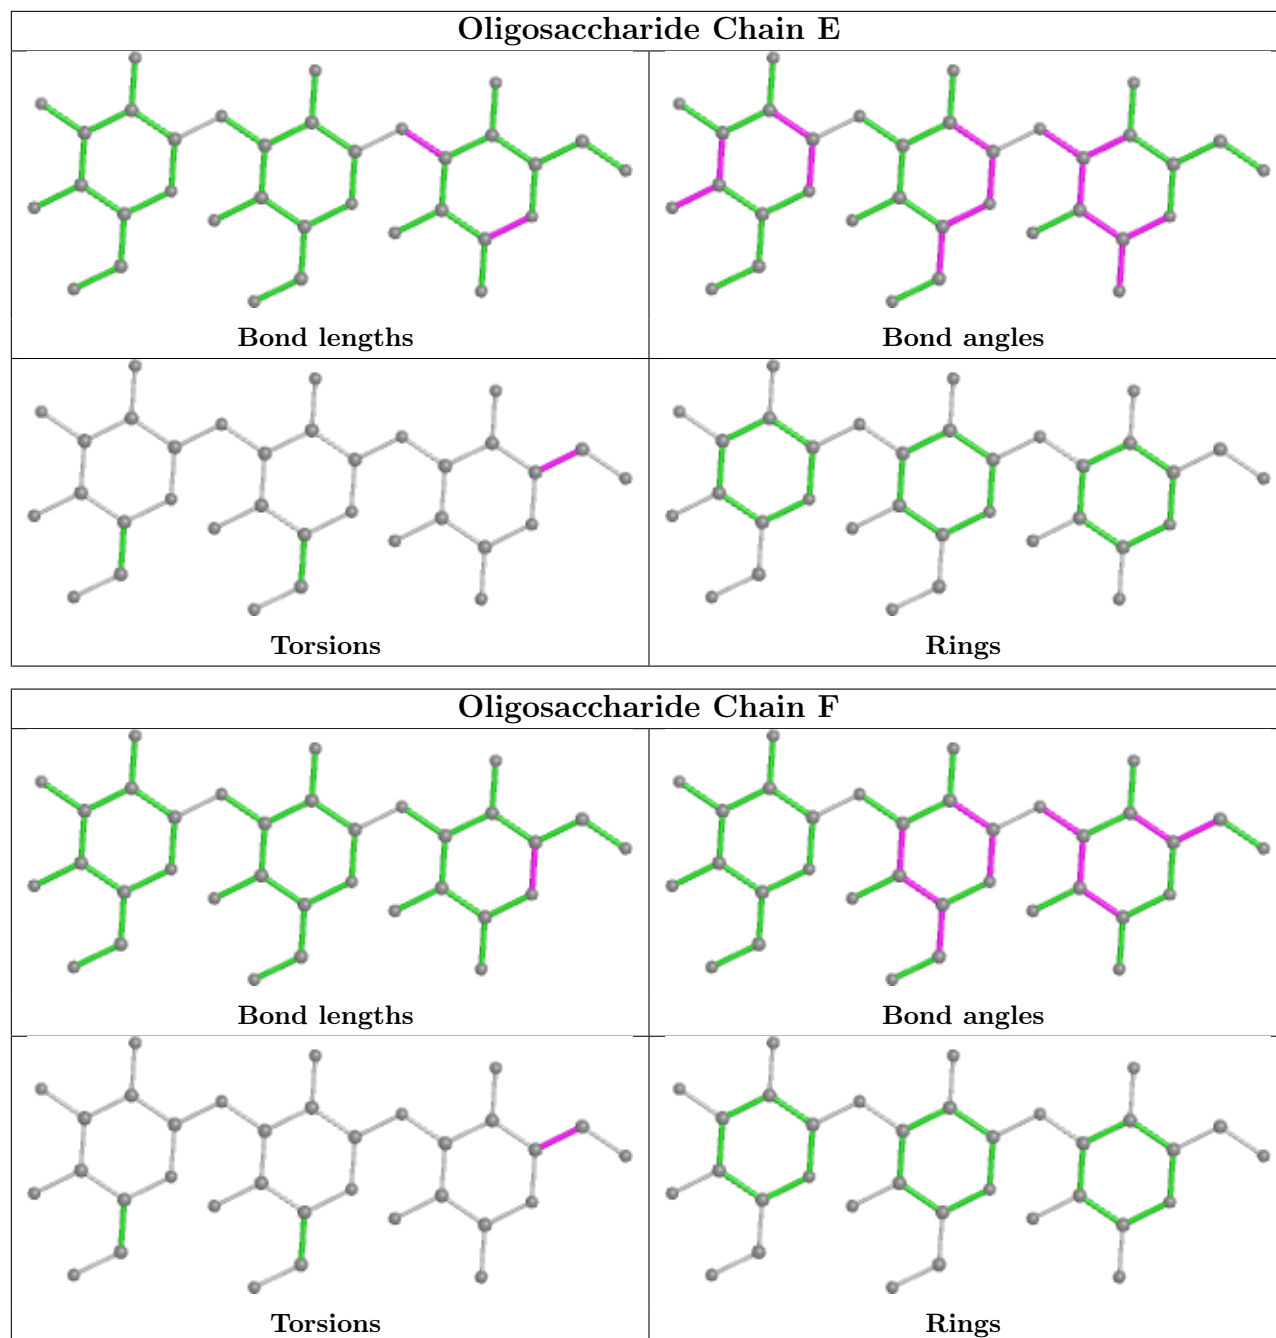 Oligosaccharide Chain E
Bond lengths
Bond angles
Torsions
Rings
Oligosaccharide Chain F
Bond lengths
Bond angles
Torsions
Rings